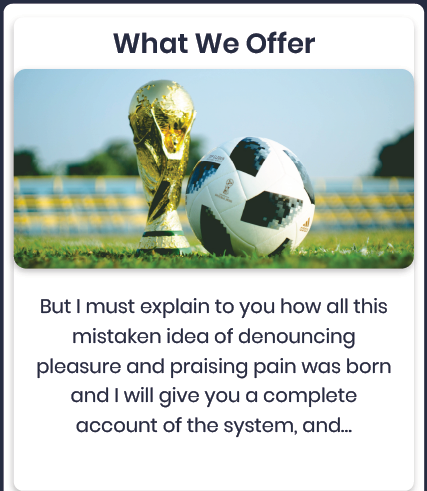 What We Offer
But I must explain to you how all this
mistaken idea of denouncing
pleasure and praising pain was born
and I will give you a complete
account of the system, and...